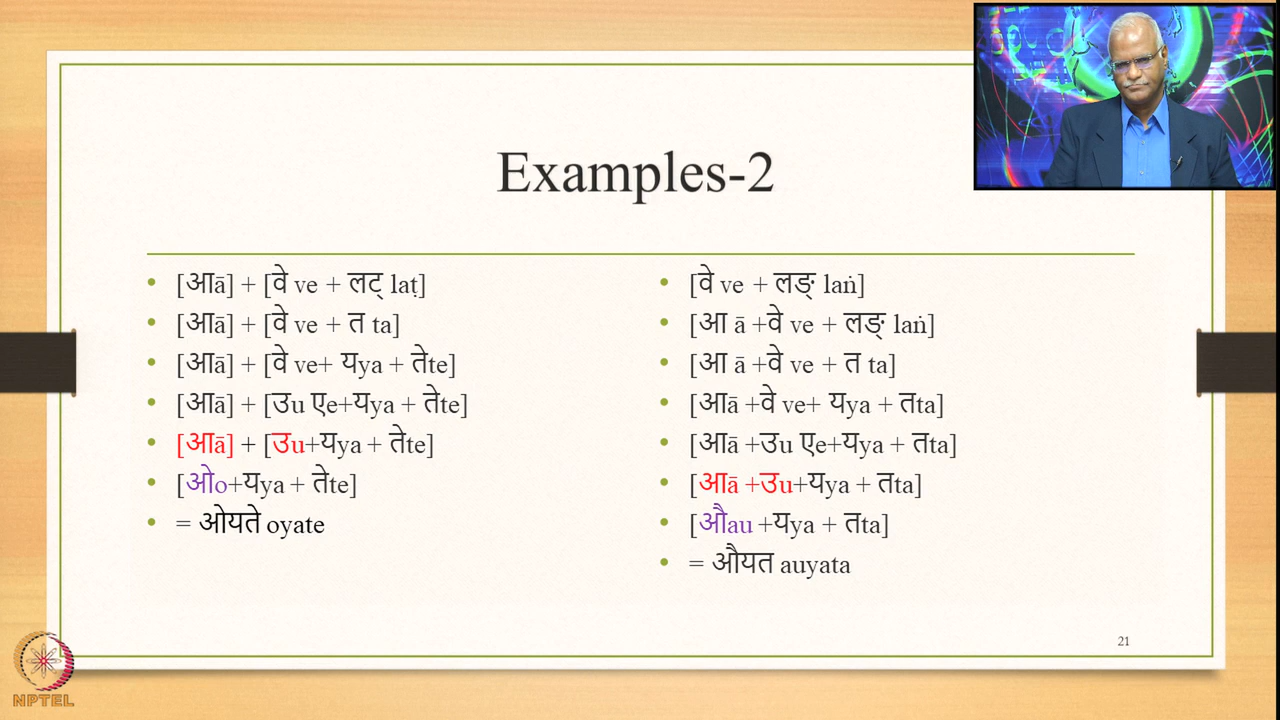 Examples-2
• [आā] + [वे ve + लट् laṭ]
• [आā] + [वे ve + त ta]
• [आā] + [वे ve+ यya + तेte]
• [आā] + [उu एe+यya + तेte]
• [आā] + [उu+यya + तेte]
• [ओo+यya + तेte]
• = ओयते oyate
• [वे ve + लङ् laṅ]
• [आ ā +वे ve + लङ् laṅ]
• [आ ā +वे ve + त ta]
• [आā +वे ve+ यya + तta]
• [आā +उu एe+यya + तta]
• [आā +उu+यya + तta]
• [औau +यya + तta]
• = औयत auyata
21
NPTEL